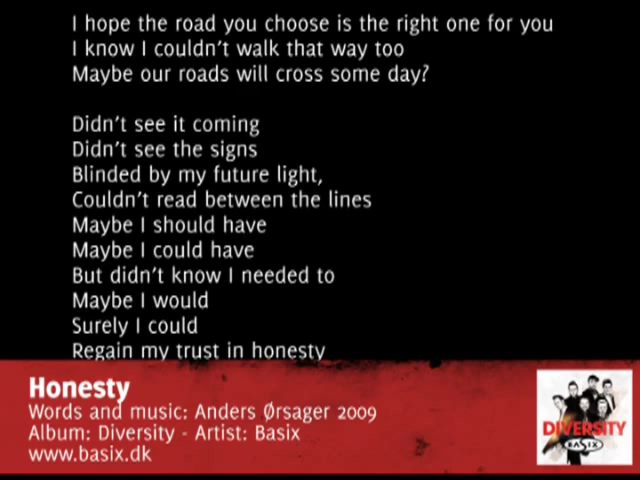 I hope the road you choose is the right one for you
I know I couldn't walk that way too
Maybe our roads will cross some day?
Didn't see it coming
Didn't see the signs
Blinded by my future light,
Couldn't read between the lines
Maybe I should have
Maybe I could have
But didn't know I needed to
Maybe I would
Surely I could
Regain my trust in honesty
Honesty
Words and music: Anders Ørsager 2009
Album: Diversity - Artist: Basix
www.basix.dk
DIVERSITY
BASIX